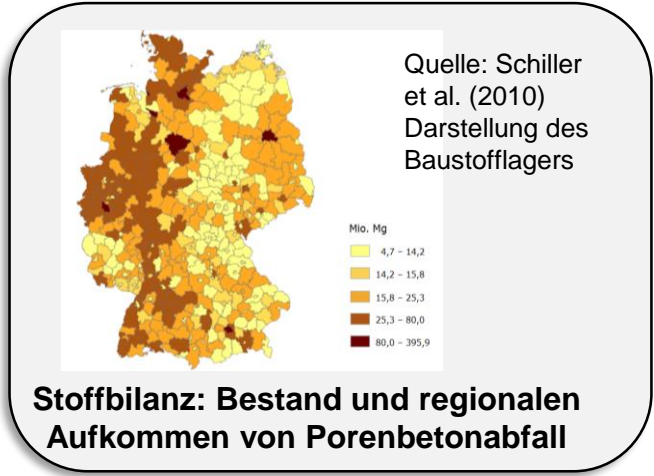 Quelle: Schiller
et al. (2010)
Darstellung des
Baustofflagers
Mio. Mg
4,7 – 14,2
14,2 – 15,8
15,8 – 25,3
25,3 – 80,0
80,0 – 395,9
Stoffbilanz: Bestand und regionalen
Aufkommen von Porenbetonabfall